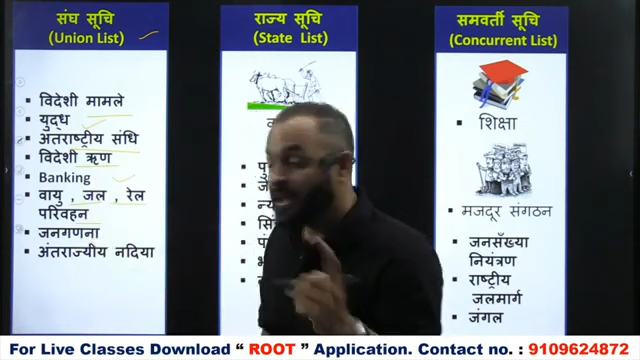 संघ सूचि
(Union List)
विदेशी मामले
युद्ध
अंतराष्ट्रीय संधि
विदेशी ऋण
Banking
वायु , जल , रेल
परिवहन
जनगणना
अंतराज्यीय नदिया
राज्य सूचि
(State List)
समवर्ती सूचि
(Concurrent List)
शिक्षा
मजदूर संगठन
जनसँख्या
नियंत्रण
राष्ट्रीय
जलमार्ग
जंगल
For Live Classes Download “ ROOT ” Application. Contact no. : 9109624872